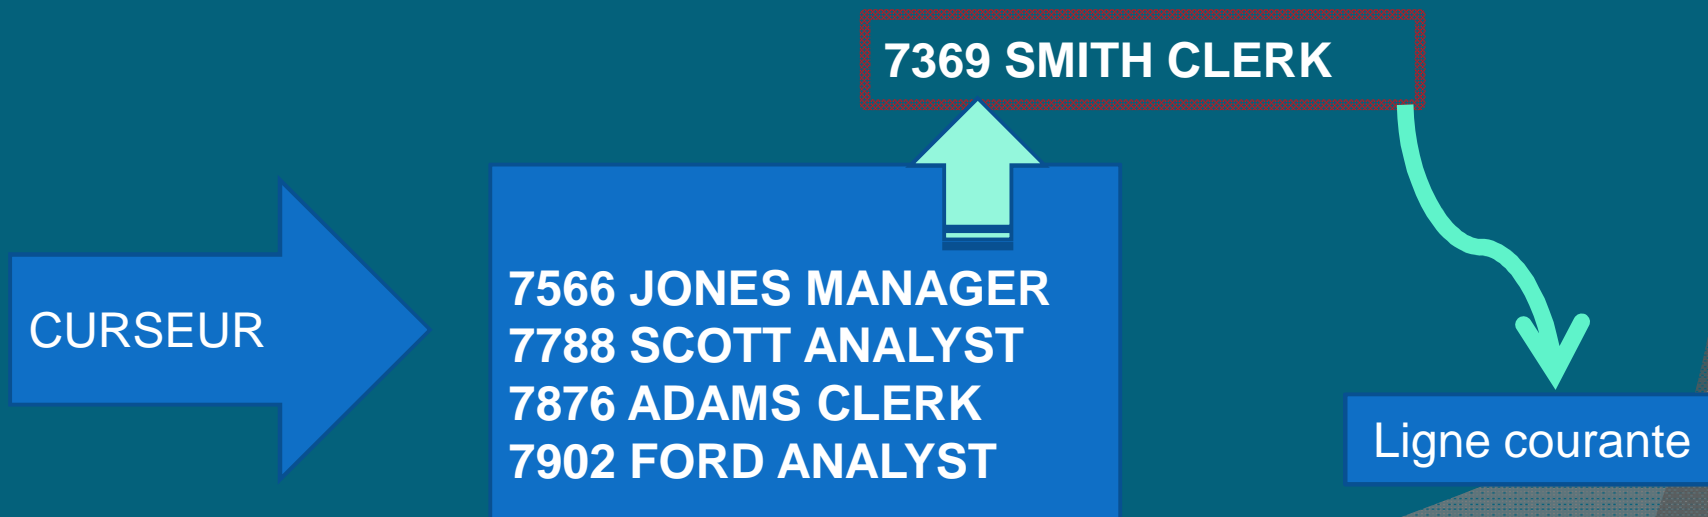 7369 SMITH CLERK
CURSEUR
7566 JONES MANAGER
7788 SCOTT ANALYST
7876 ADAMS CLERK
7902 FORD ANALYST
Ligne courante